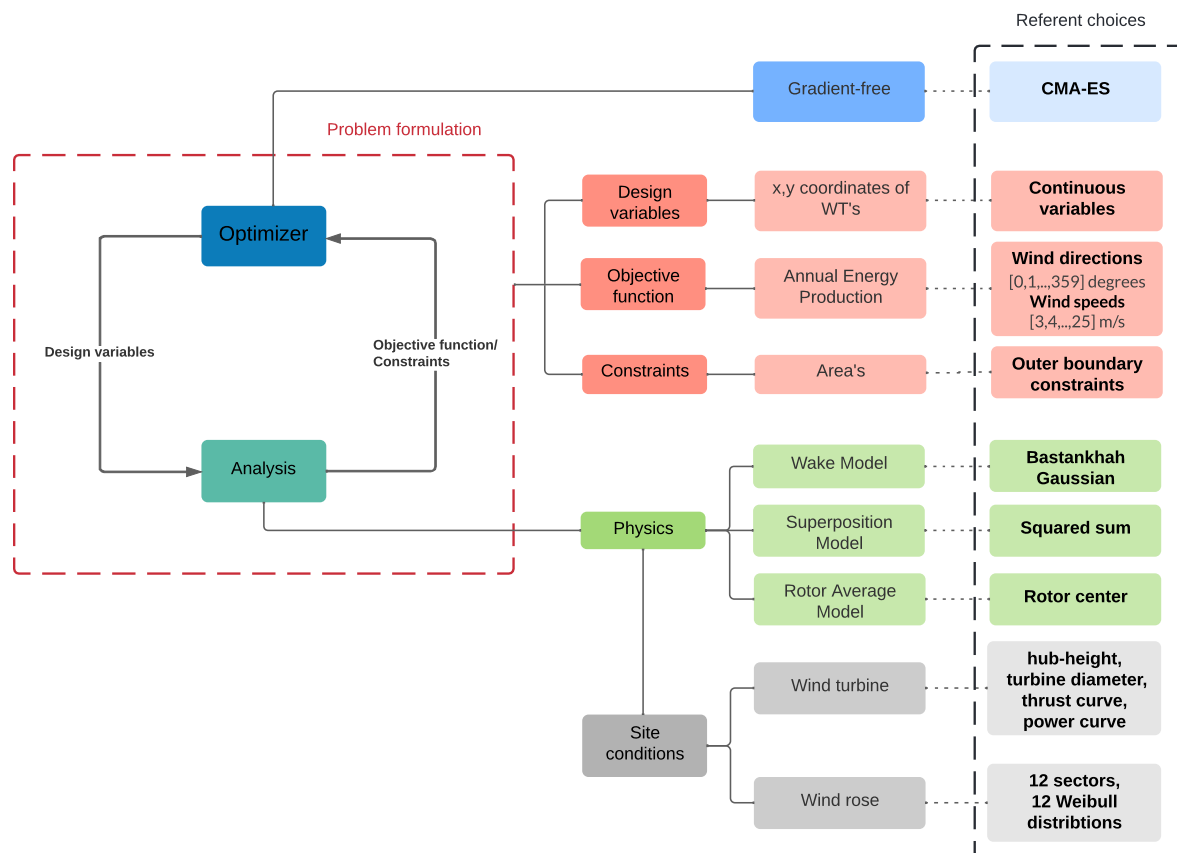 Referent choices
Gradient-free
CMA-ES
Problem formulation
Optimizer
Design variables
Objective function/
Constraints
Analysis
Design
variables
x,y coordinates of
WT's
Continuous
variables
Objective
function
Annual Energy
Production
Wind directions
[0,1,..,359] degrees
Wind speeds
[3,4,..,25] m/s
Constraints
Area's
Outer boundary
constraints
Physics
Wake Model
Bastankhah
Gaussian
Superposition
Model
Squared sum
Rotor Average
Model
Rotor center
Site
conditions
Wind turbine
hub-height,
turbine diameter,
thrust curve,
power curve
Wind rose
12 sectors,
12 Weibull
distribtions